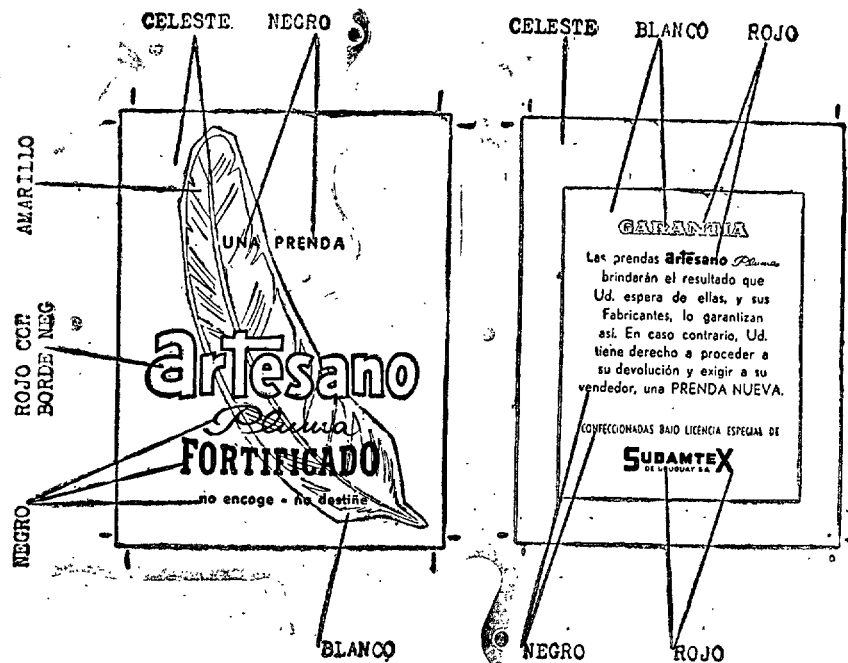 CELESTE NEGRO
AMARILLO
UNA PRENDA
ROJO CON
BORDE NEG
artesano
Pluma
FORTIFICADO
no encoge - no destiñe
NEGRO
BLANCO
CELESTE BLANCO ROJO
GARANTIA
Las prendas artesano Pluma
brindarán el resultado que
Ud. espera de ellas, y sus
Fabricantes, lo garantizan
así. En caso contrario, Ud.
tiene derecho a proceder a
su devolución y exigir a su
vendedor, una PRENDA NUEVA.
CONFECCIONADAS BAJO LICENCIA ESPECIAL DE
SUDAMTEX
DE URUGUAY S.A.
NEGRO ROJO